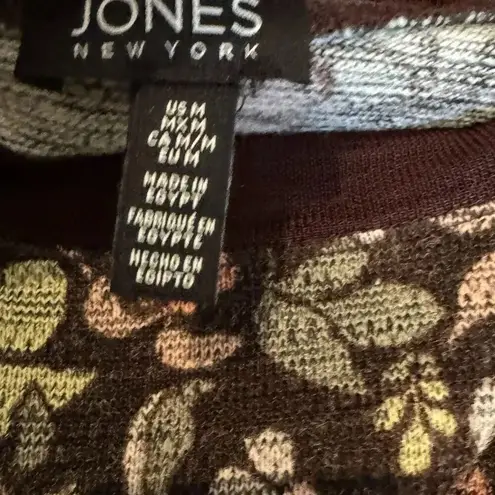 JONES
NEW YORK
US M
MX M
CA M/M
EU M
MADE IN
EGYPT
FABRIQUÉ EN
EGYPTE
HECHO EN
EGIPTO